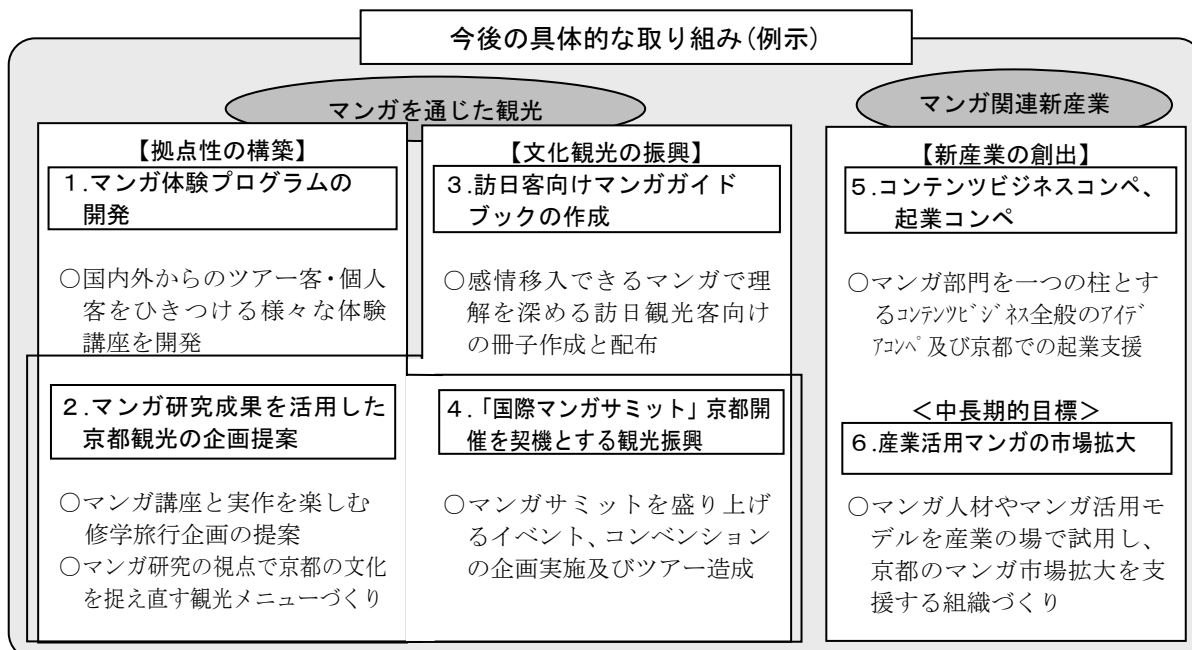 今後の具体的な取り組み(例示)
マンガを通じた観光
【拠点性の構築】
１.マンガ体験プログラムの
開発
○国内外からのツアー客・個人
客をひきつける様々な体験
講座を開発
２.マンガ研究成果を活用した
京都観光の企画提案
○マンガ講座と実作を楽しむ
修学旅行企画の提案
○マンガ研究の視点で京都の文化
を捉え直す観光メニューづくり
【文化観光の振興】
３.訪日客向けマンガガイド
ブックの作成
○感情移入できるマンガで理
解を深める訪日観光客向け
の冊子作成と配布
４.「国際マンガサミット」京都開
催を契機とする観光振興
○マンガサミットを盛り上げ
るイベント、コンベンション
の企画実施及びツアー造成
マンガ関連新産業
【新産業の創出】
５.コンテンツビジネスコンペ、
起業コンペ
○マンガ部門を一つの柱とす
るｺﾝﾃﾝﾂﾋﾞｼﾞﾈｽ全般のｱｲﾃﾞ
ｱｺﾝﾍﾟ及び京都での起業支援
＜中長期的目標＞
６.産業活用マンガの市場拡大
○マンガ人材やマンガ活用モ
デルを産業の場で試用し、
京都のマンガ市場拡大を支
援する組織づくり